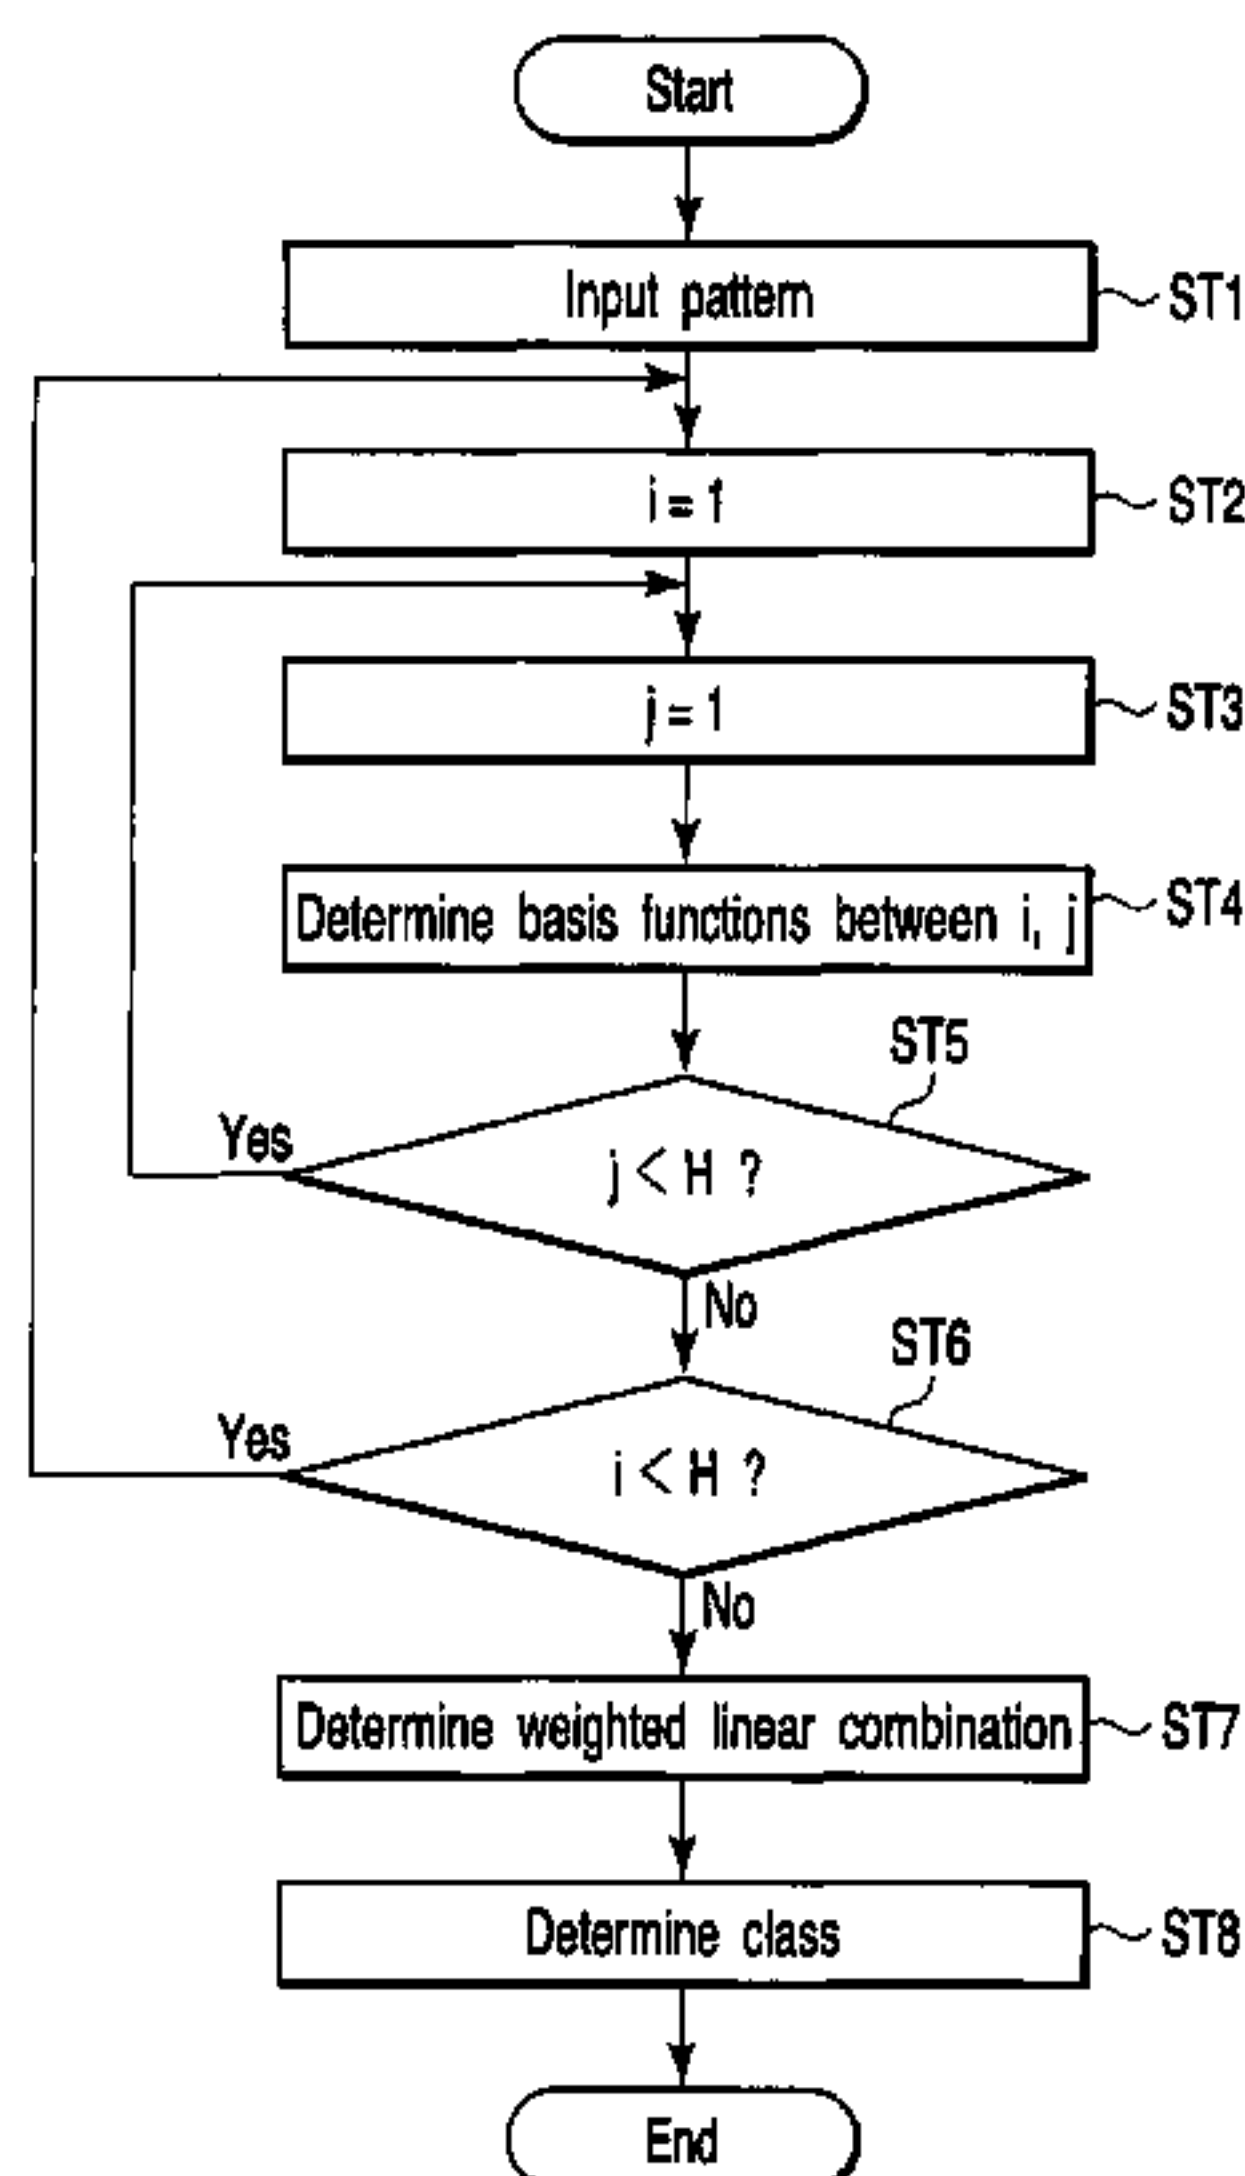 Start
Input pattern
ST1
i = 1
ST2
j = 1
ST3
Determine basis functions between i, j
ST4
ST5
Yes
j < H ?
No
ST6
Yes
i < H ?
No
Determine weighted linear combination
ST7
Determine class
ST8
End